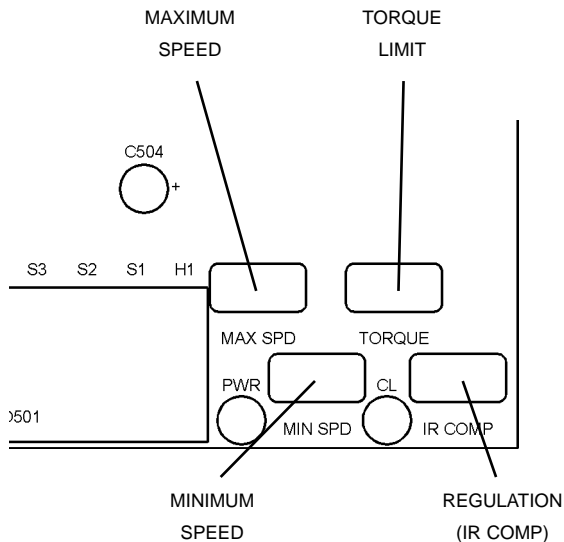 MAXIMUM
SPEED
TORQUE
LIMIT
C504
+
S3 S2 S1 H1
MAX SPD TORQUE
PWR CL
MIN SPD IR COMP
MINIMUM
SPEED
REGULATION
(IR COMP)